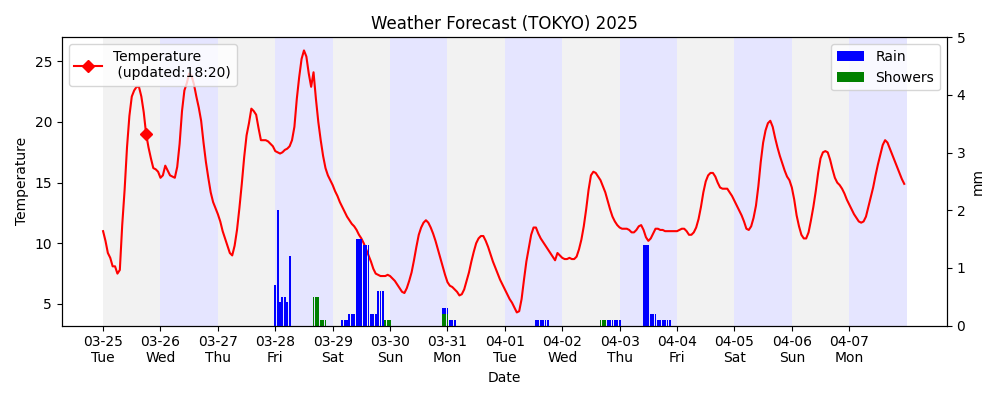 Weather Forecast (TOKYO) 2025
Temperature
(updated:18:20)
Rain
Showers
Temperature
25
20
15
10
5
5
4
3
2
1
0
mm
03-25 03-26 03-27 03-28 03-29 03-30 03-31 04-01 04-02 04-03 04-04 04-05 04-06 04-07
Tue Wed Thu Fri Sat Sun Mon Tue Wed Thu Fri Sat Sun Mon
Date